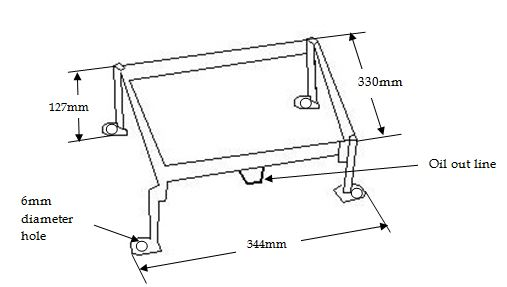 330mm
127mm
Oil out line
6mm
diameter
hole
344mm